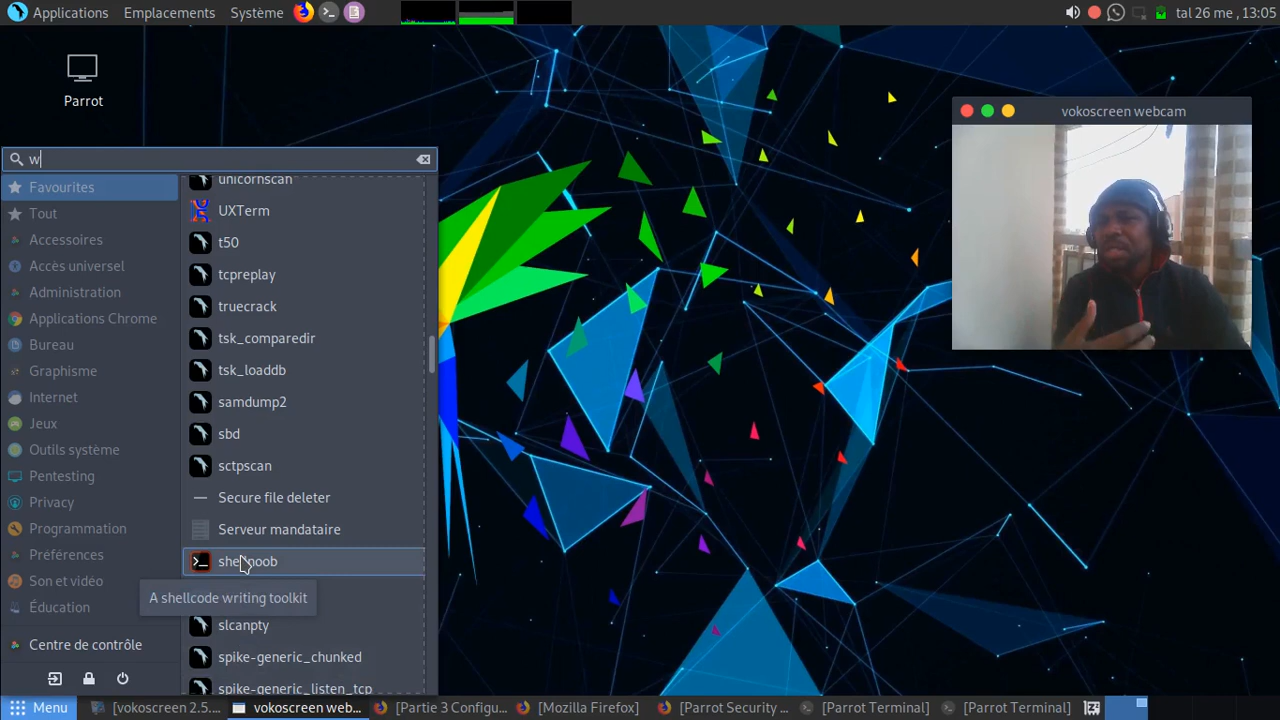 Applications Emplacements Système tal 26 me , 13:05
Parrot
vokoscreen webcam
w
Favourites
Tout
Accessoires
Accès universel
Administration
Applications Chrome
Bureau
Graphisme
Internet
Jeux
Outils système
Pentesting
Privacy
Programmation
Préférences
Son et vidéo
Éducation
Centre de contrôle
unicornscan
UXTerm
t50
tcpreplay
truecrack
tsk_comparedir
tsk_loaddb
samdump2
sbd
sctpscan
Secure file deleter
Serveur mandataire
shellnoob
A shellcode writing toolkit
slcanpty
spike-generic_chunked
spike-generic_listen_tcp
Menu [vokoscreen 2.5.... vokoscreen web... [Partie 3 Configu... [Mozilla Firefox] [Parrot Security ... [Parrot Terminal] [Parrot Terminal]